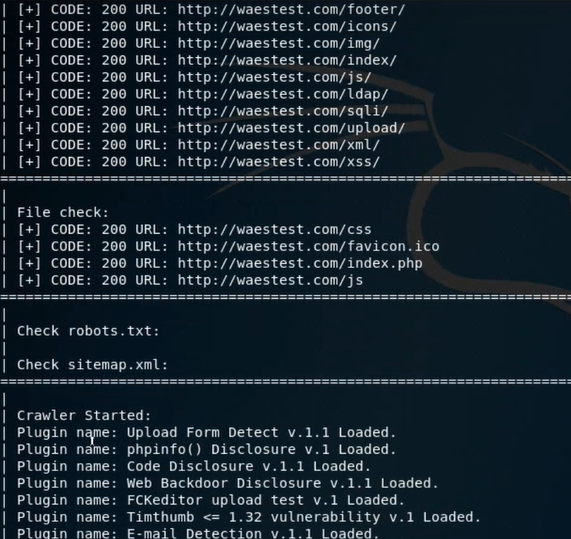 | [+] CODE: 200 URL: http://waestest.com/footer/
| [+] CODE: 200 URL: http://waestest.com/icons/
| [+] CODE: 200 URL: http://waestest.com/img/
| [+] CODE: 200 URL: http://waestest.com/index/
| [+] CODE: 200 URL: http://waestest.com/js/
| [+] CODE: 200 URL: http://waestest.com/ldap/
| [+] CODE: 200 URL: http://waestest.com/sqli/
| [+] CODE: 200 URL: http://waestest.com/upload/
| [+] CODE: 200 URL: http://waestest.com/xml/
| [+] CODE: 200 URL: http://waestest.com/xss/
====================================================================
|
| File check:
| [+] CODE: 200 URL: http://waestest.com/css
| [+] CODE: 200 URL: http://waestest.com/favicon.ico
| [+] CODE: 200 URL: http://waestest.com/index.php
| [+] CODE: 200 URL: http://waestest.com/js
====================================================================
|
| Check robots.txt:
|
| Check sitemap.xml:
====================================================================
|
| Crawler Started:
| Plugin name: Upload Form Detect v.1.1 Loaded.
| Plugin name: phpinfo() Disclosure v.1 Loaded.
| Plugin name: Code Disclosure v.1.1 Loaded.
| Plugin name: Web Backdoor Disclosure v.1.1 Loaded.
| Plugin name: FCKeditor upload test v.1 Loaded.
| Plugin name: Timthumb <= 1.32 vulnerability v.1 Loaded.
| Plugin name: E-mail Detection v.1.1 Loaded.